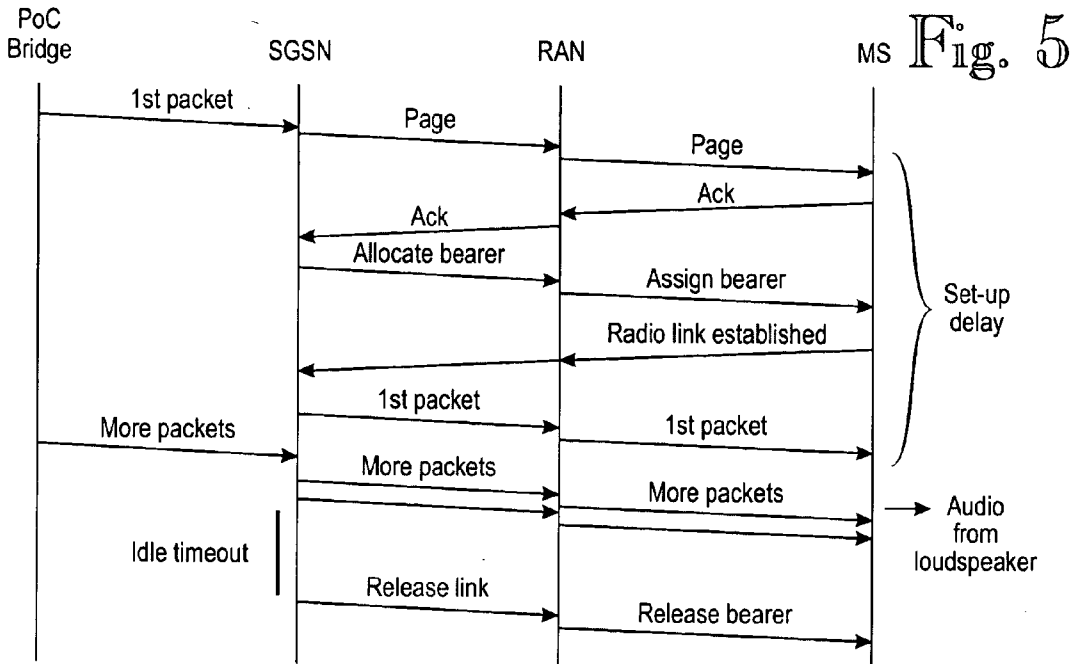 Fig. 5
PoC
Bridge
SGSN
RAN
MS
1st packet
Page
Page
Ack
Ack
Allocate bearer
Assign bearer
Set-up
delay
Radio link established
1st packet
1st packet
More packets
More packets
More packets
Audio
from
loudspeaker
Idle timeout
Release link
Release bearer